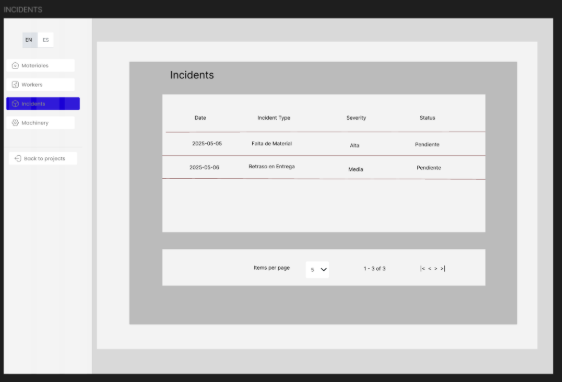 INCIDENTS
EN ES
Materiales
Workers
Incidents
Machinery
Back to projects
Incidents
Date Incident Type Severity Status
2025-05-05 Falta de Material Alta Pendiente
2025-05-06 Retraso en Entrega Media Pendiente
Items per page 5 1 - 3 of 3 |< < > >|